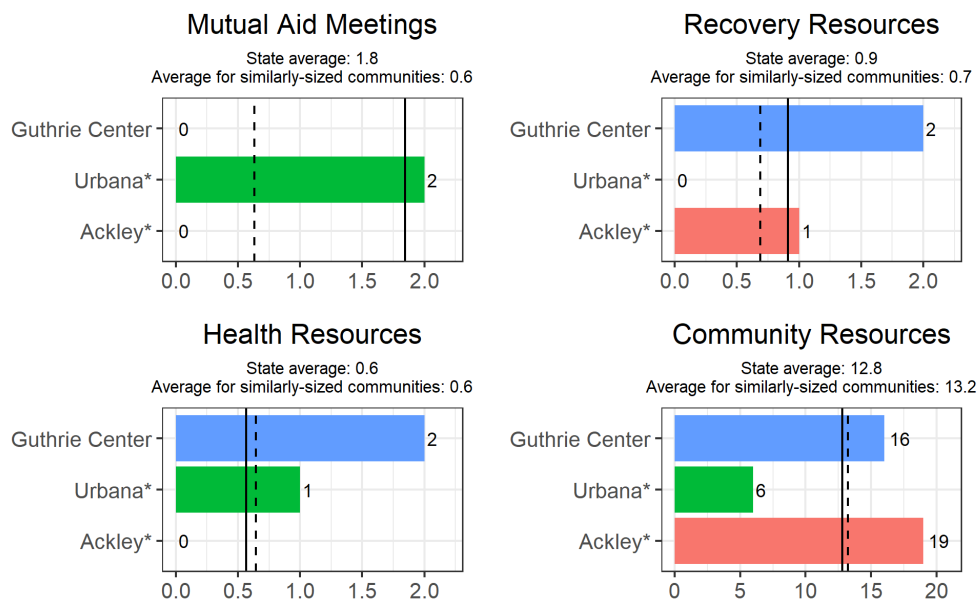 Mutual Aid Meetings
State average: 1.8
Average for similarly-sized communities: 0.6
Guthrie Center
0
Urbana*
2
Ackley*
0
0.0 0.5 1.0 1.5 2.0
Recovery Resources
State average: 0.9
Average for similarly-sized communities: 0.7
Guthrie Center
2
Urbana*
0
Ackley*
1
0.0 0.5 1.0 1.5 2.0
Health Resources
State average: 0.6
Average for similarly-sized communities: 0.6
Guthrie Center
2
Urbana*
1
Ackley*
0
0.0 0.5 1.0 1.5 2.0
Community Resources
State average: 12.8
Average for similarly-sized communities: 13.2
Guthrie Center
16
Urbana*
6
Ackley*
19
0 5 10 15 20